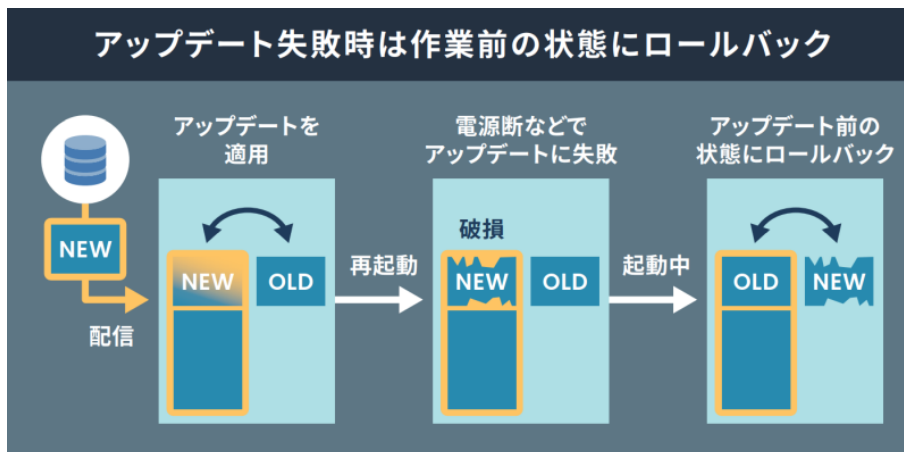 アップデート失敗時は作業前の状態にロールバック
NEW
配信
アップデートを
適用
NEW
OLD
再起動
電源断などで
アップデートに失敗
破損
NEW
OLD
起動中
アップデート前の
状態にロールバック
OLD
NEW